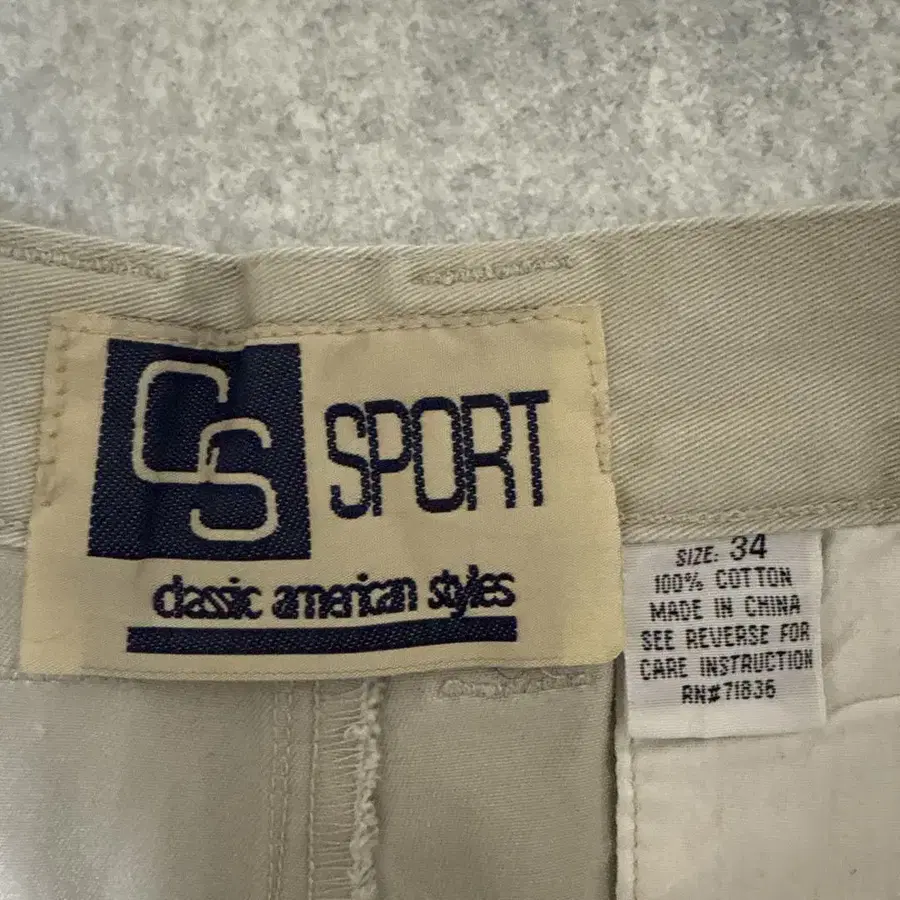 CS SPORT
classic american styles
SIZE: 34
100% COTTON
MADE IN CHINA
SEE REVERSE FOR
CARE INSTRUCTION
RN#71836